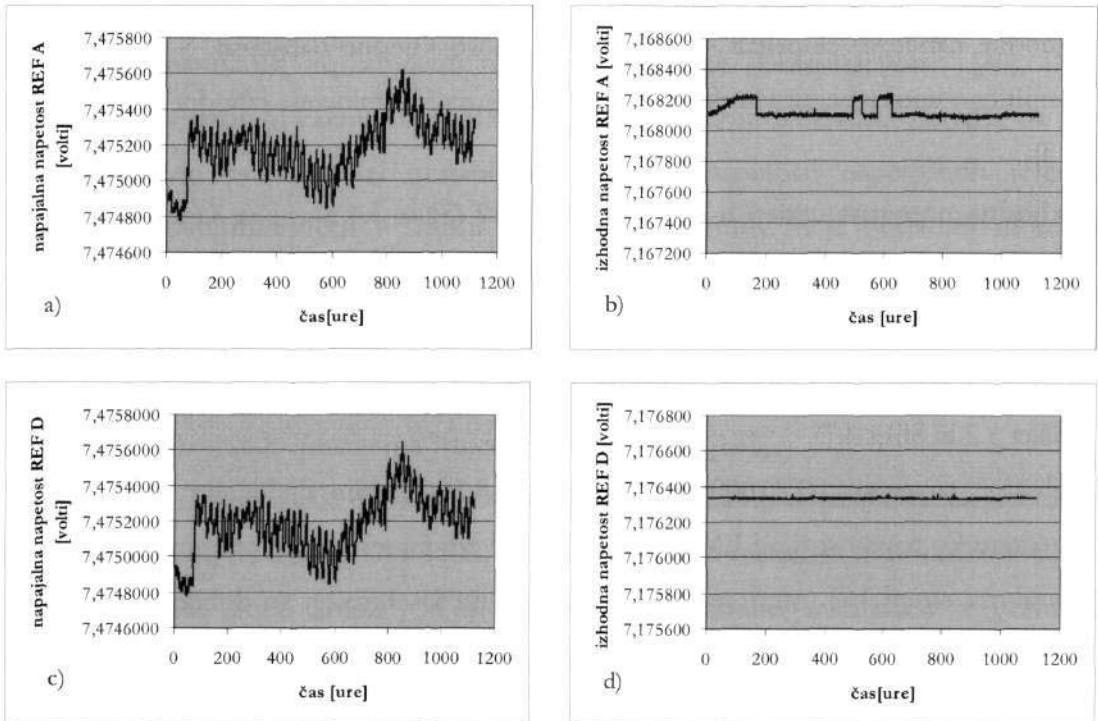 napajalna napetost REF A
[volti]
7,475800
7,475600
7,475400
7,475200
7,475000
7,474800
7,474600
0 200 400 600 800 1000 1200
čas[ure]
a)
izhodna napetost REF A [volti]
7,168600
7,168400
7,168200
7,168000
7,167800
7,167600
7,167400
7,167200
0 200 400 600 800 1000 1200
čas [ure]
b)
napajalna napetost REF D
[volti]
7,4758000
7,4756000
7,4754000
7,4752000
7,4750000
7,4748000
7,4746000
0 200 400 600 800 1000 1200
čas [ure]
c)
izhodna napetost REF D [volti]
7,176800
7,176600
7,176400
7,176200
7,176000
7,175800
7,175600
0 200 400 600 800 1000 1200
čas[ure]
d)